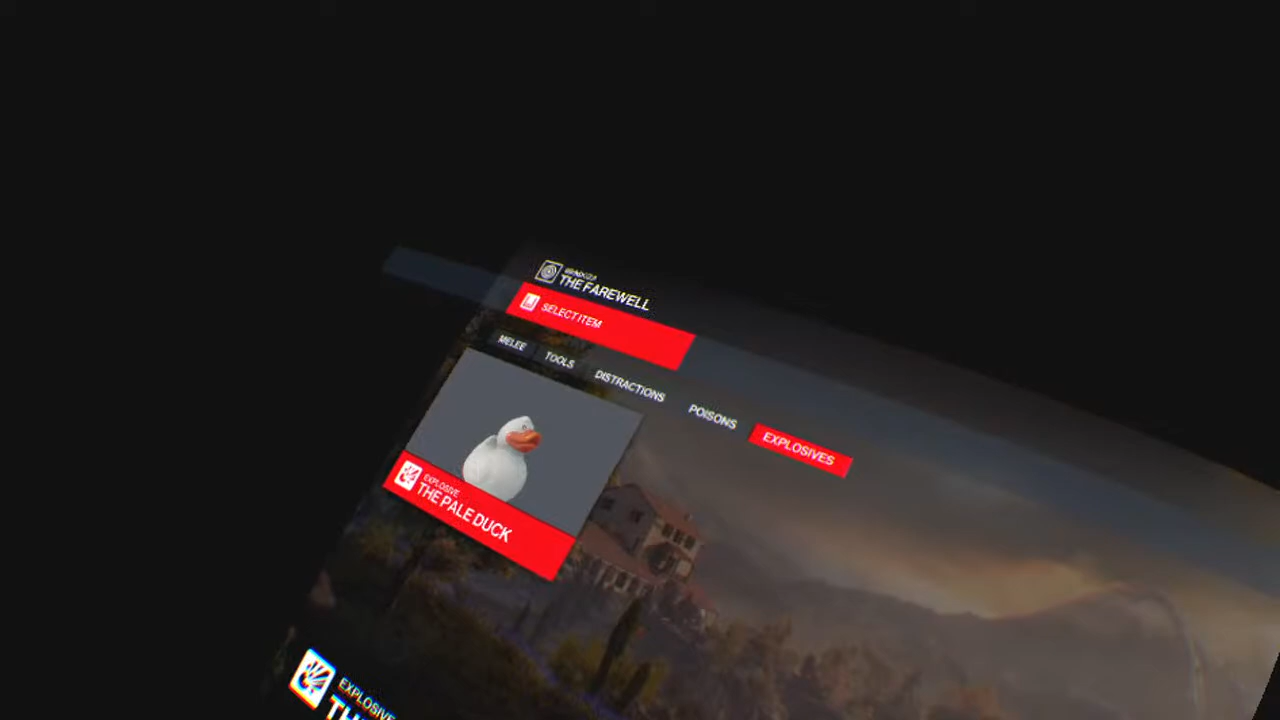 THE FAREWELL
SELECT ITEM
MELEE
TOOLS
DISTRACTIONS
POISONS
EXPLOSIVES
EXPLOSIVE
THE PALE DUCK
EXPLOSIVE